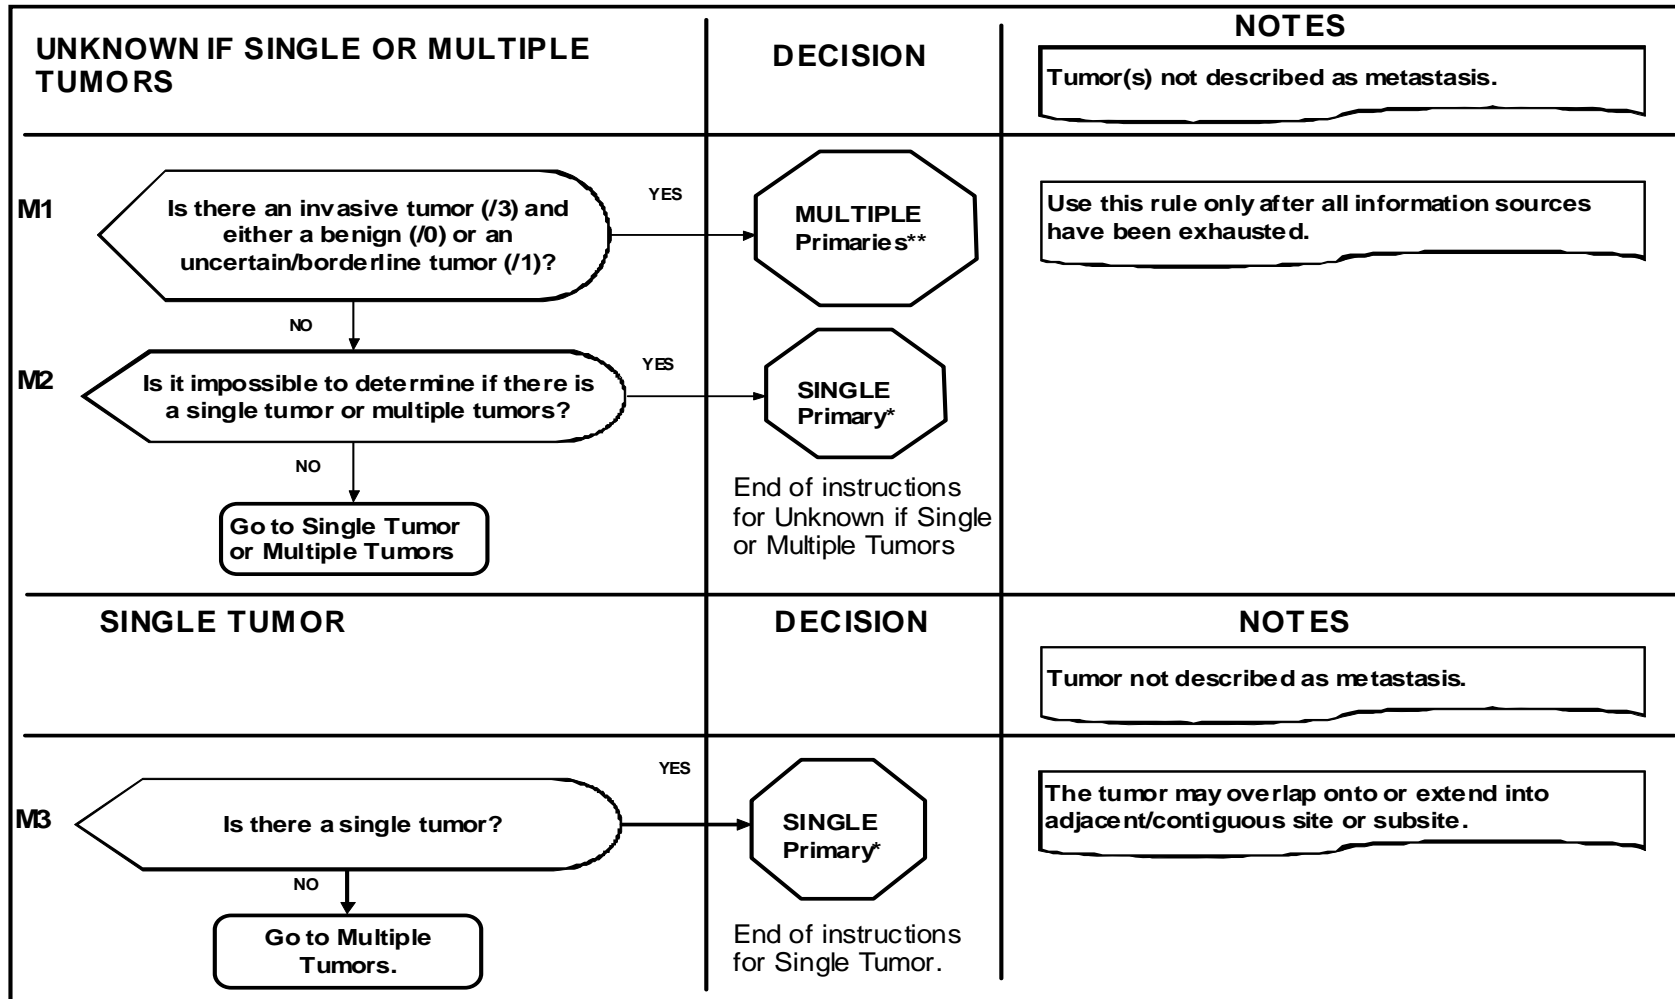 UNKNOWN IF SINGLE OR MULTIPLE
TUMORS
DECISION
NOTES
Tumor(s) not described as metastasis.
M1
Is there an invasive tumor (/3) and
either a benign (/0) or an
uncertain/borderline tumor (/1)?
YES
MULTIPLE
Primaries**
Use this rule only after all information sources
have been exhausted.
NO
M2
Is it impossible to determine if there is
a single tumor or multiple tumors?
YES
SINGLE
Primary*
NO
Go to Single Tumor
or Multiple Tumors
End of instructions
for Unknown if Single
or Multiple Tumors
SINGLE TUMOR
DECISION
NOTES
Tumor not described as metastasis.
M3
Is there a single tumor?
YES
SINGLE
Primary*
The tumor may overlap onto or extend into
adjacent/contiguous site or subsite.
NO
Go to Multiple
Tumors.
End of instructions
for Single Tumor.